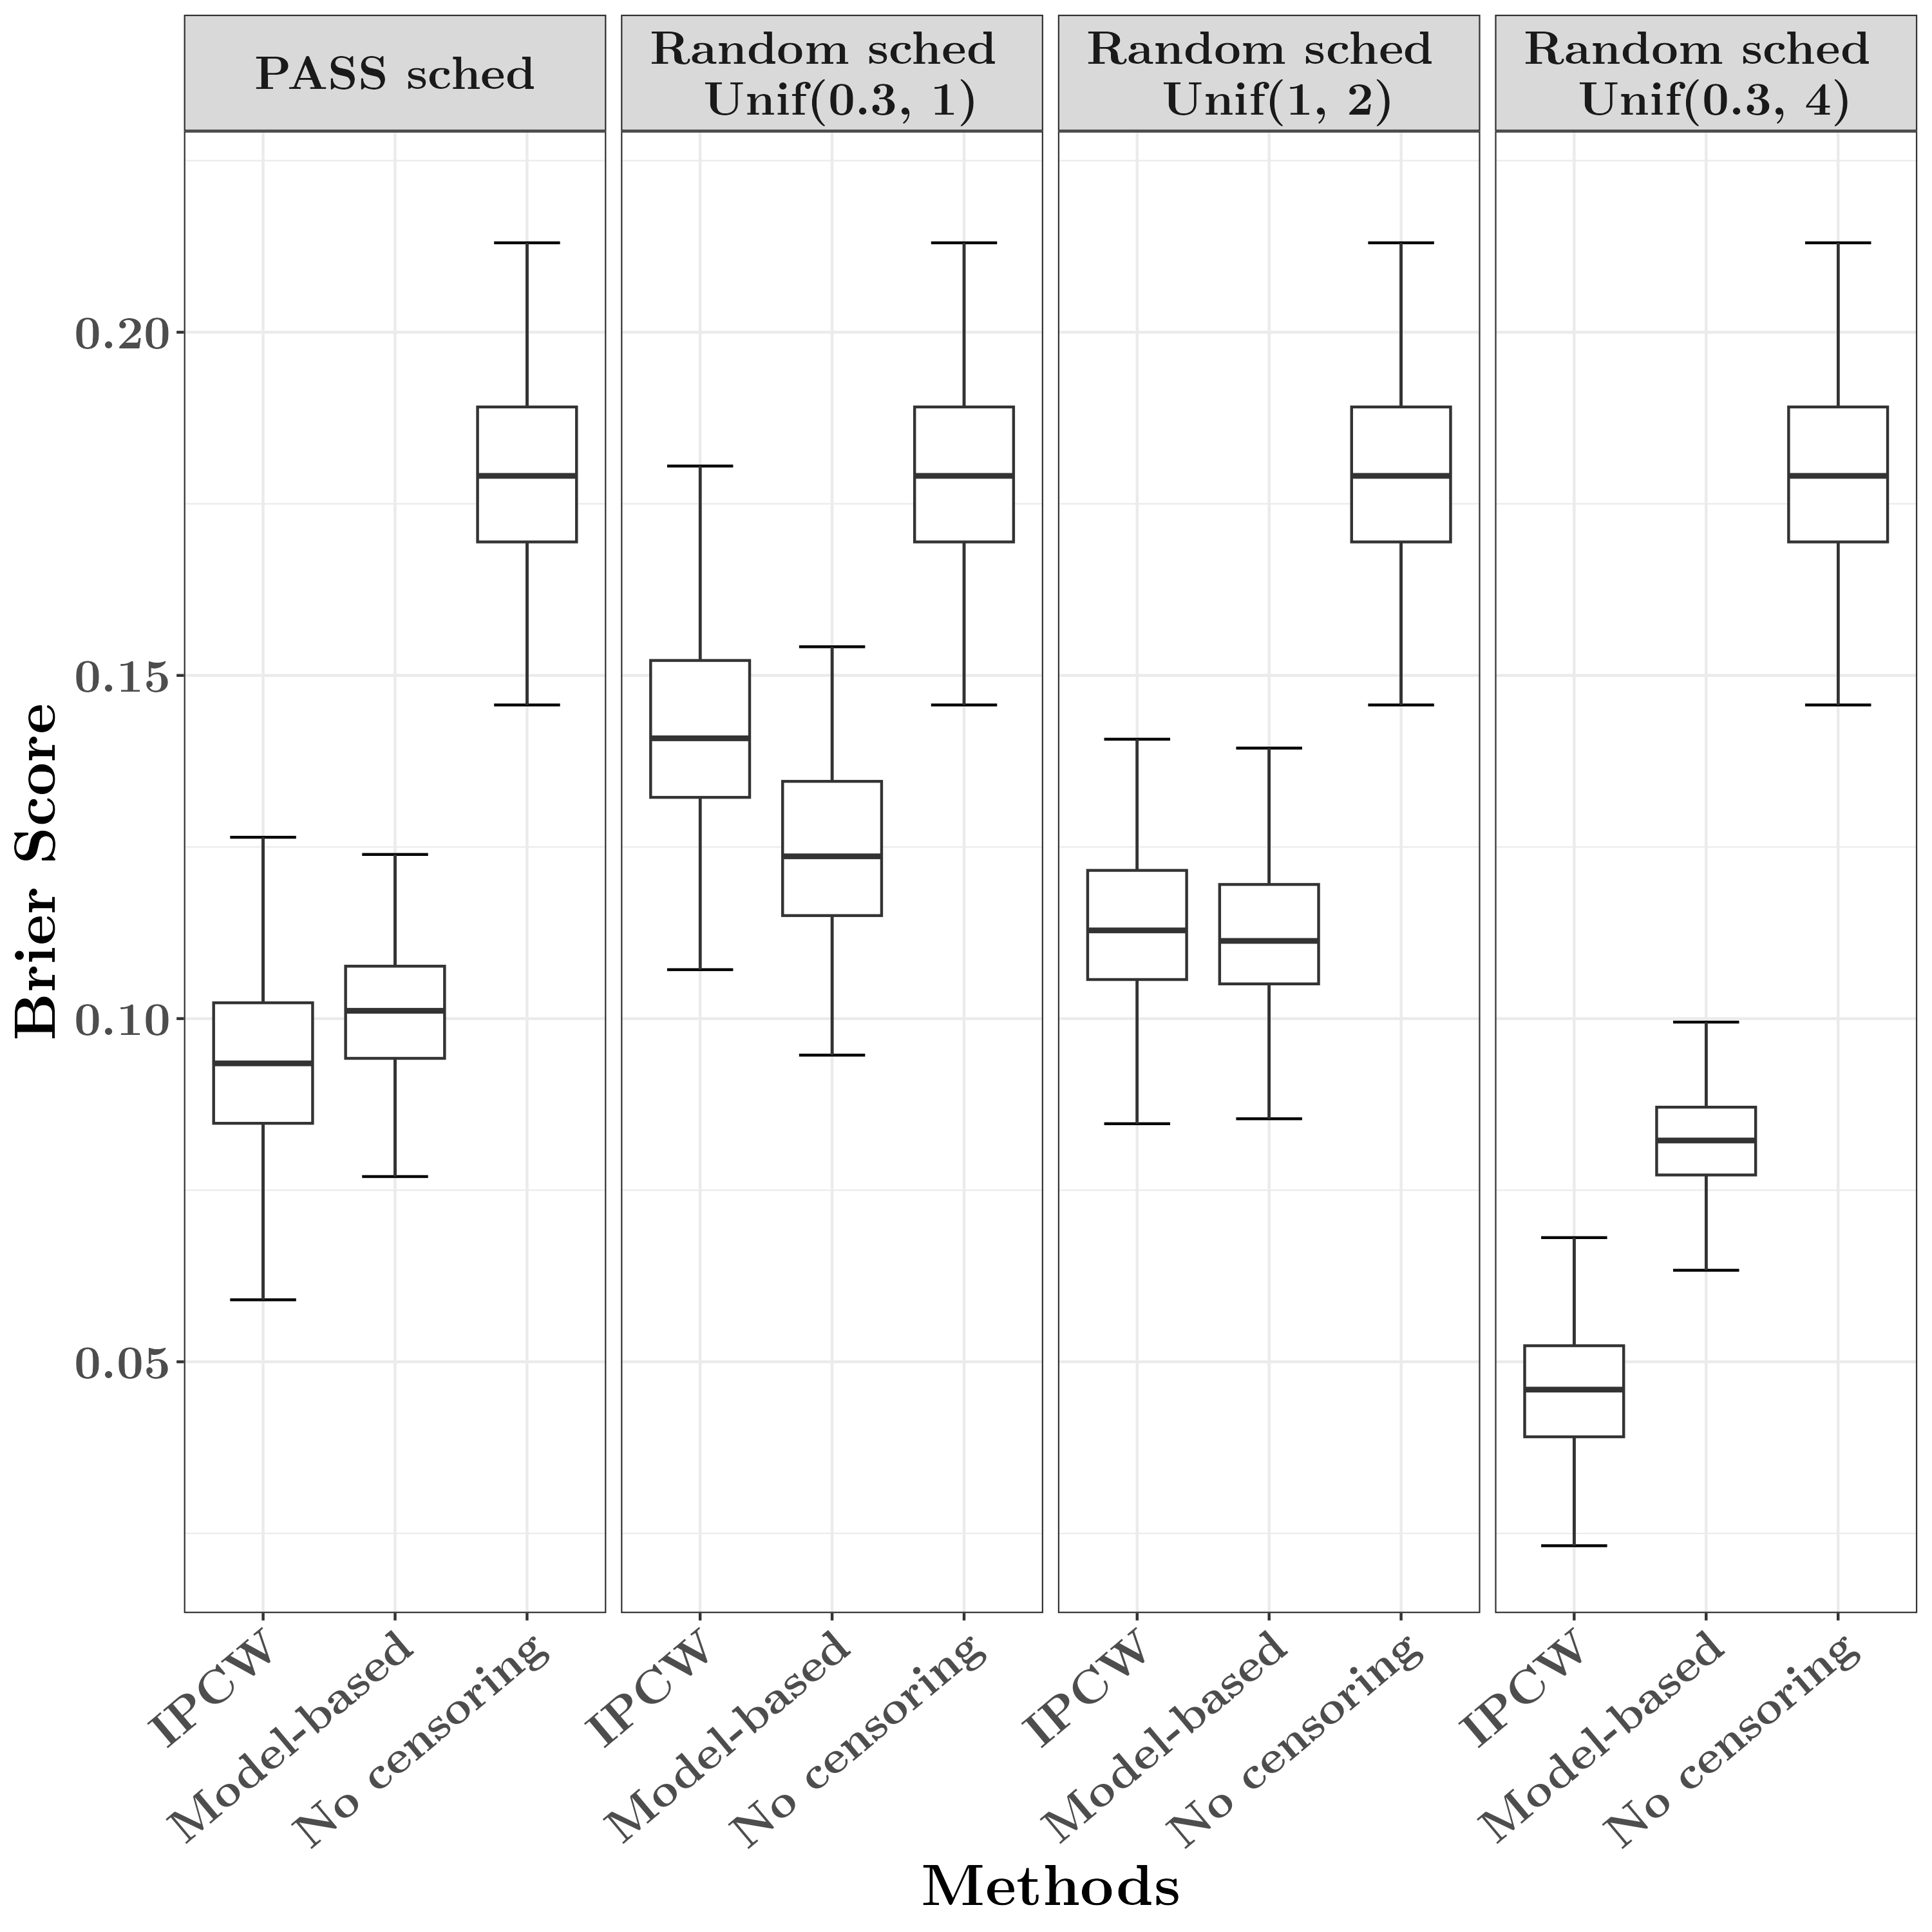 PASS sched
Random sched
Unif(0.3, 1)
Random sched
Unif(1, 2)
Random sched
Unif(0.3, 4)
Brier Score
0.20
0.15
0.10
0.05
IPCW
Model-based
No censoring
IPCW
Model-based
No censoring
IPCW
Model-based
No censoring
IPCW
Model-based
No censoring
Methods